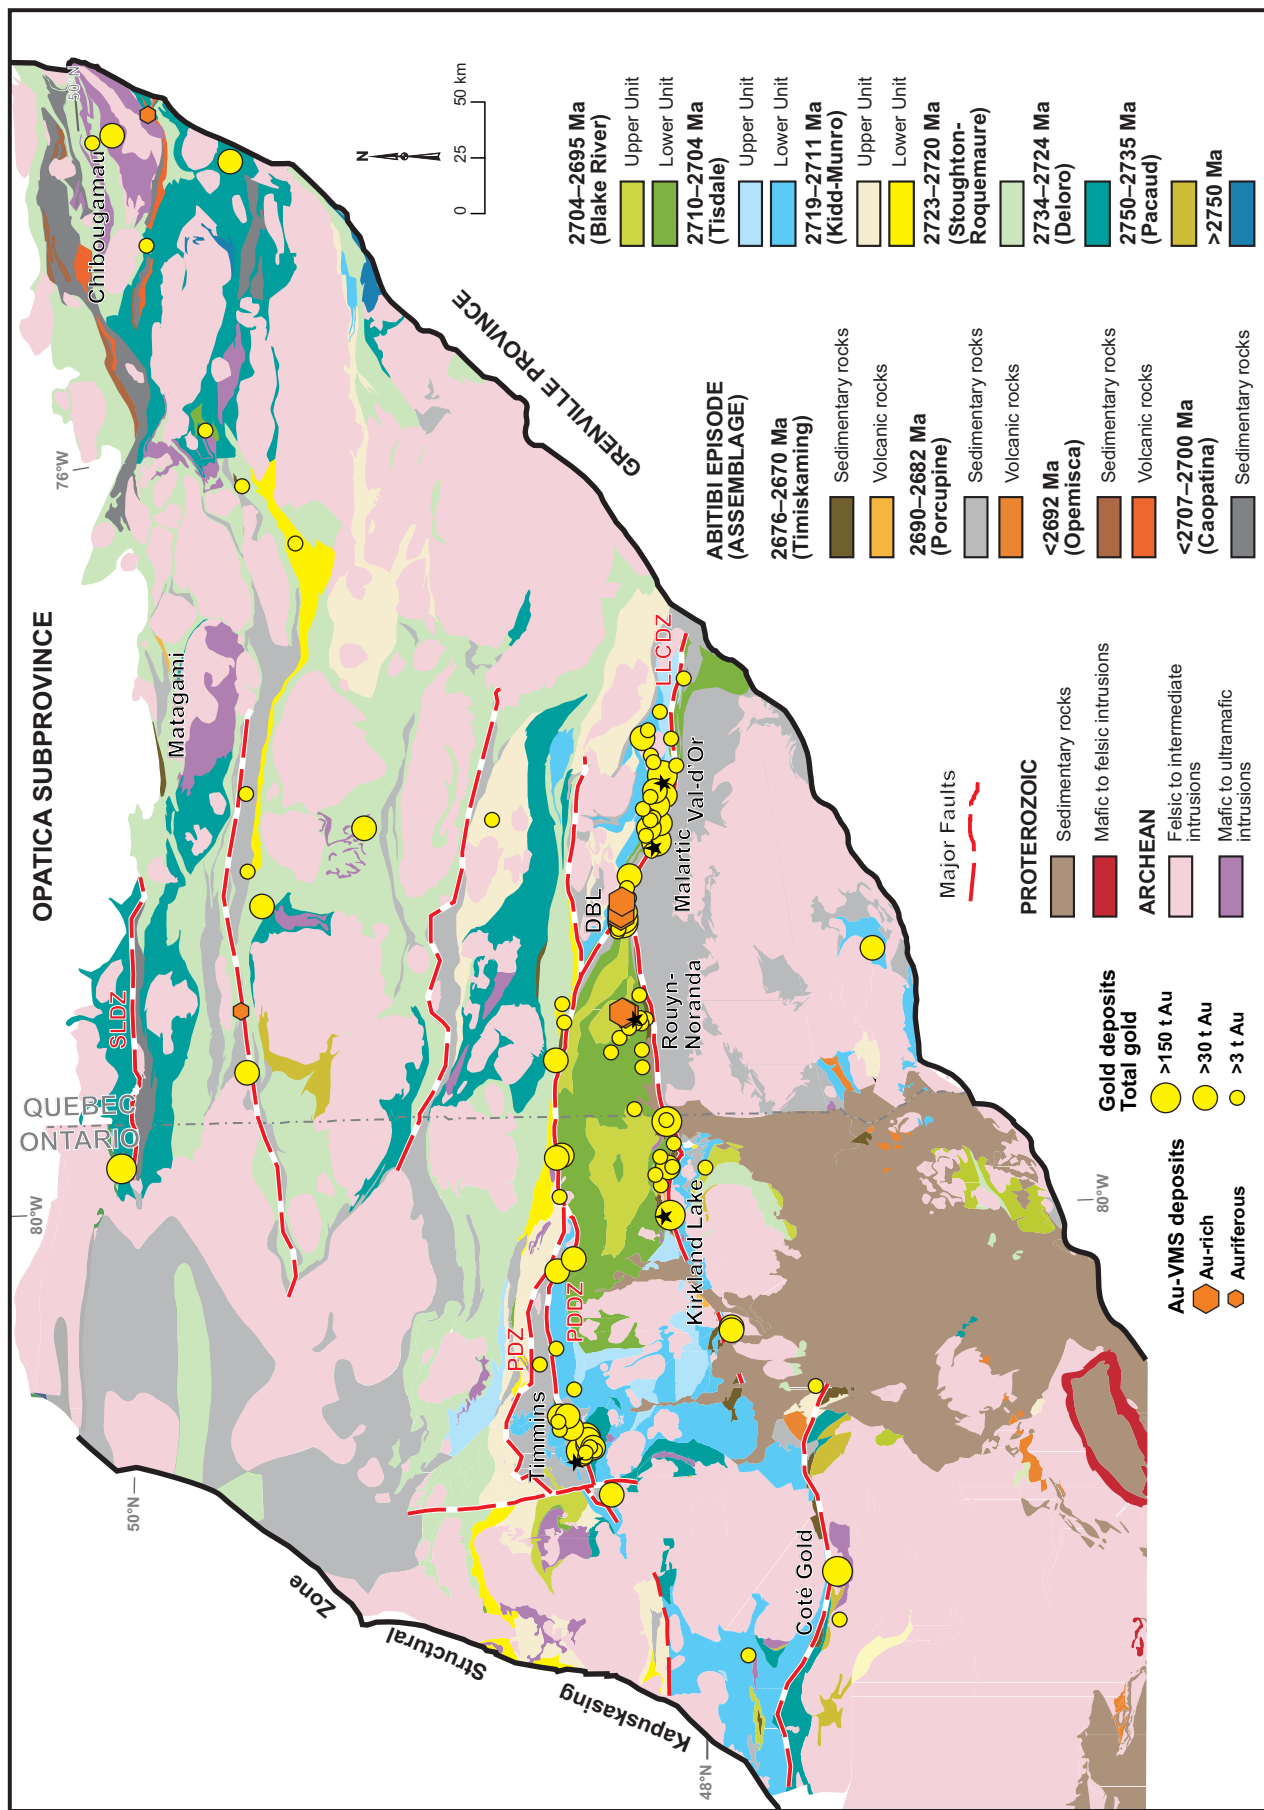 OPATICA SUBPROVINCE
Chibougamau
50°N
76°W
Matagami
SLDZ
QUEBEC
ONTARIO
80°W
50°N
Kapuskasing
Structural
Zone
GRENVILLE PROVINCE
N
0 25 50 km
PDZ
PDDZ
Timmins
DBL
LLCDZ
Malartic
Val-d'Or
Rouyn-
Noranda
Kirkland Lake
Coté Gold
48°N
80°W
Au-VMS deposits
Au-rich
Auriferous
Gold deposits
Total gold
>150 t Au
>30 t Au
>3 t Au
Major Faults
PROTEROZOIC
Sedimentary rocks
Mafic to felsic intrusions
ARCHEAN
Felsic to intermediate
intrusions
Mafic to ultramafic
intrusions
ABITIBI EPISODE
(ASSEMBLAGE)
2676–2670 Ma
(Timiskaming)
Sedimentary rocks
Volcanic rocks
2690–2682 Ma
(Porcupine)
Sedimentary rocks
Volcanic rocks
<2692 Ma
(Opemisca)
Sedimentary rocks
Volcanic rocks
<2707–2700 Ma
(Caopatina)
Sedimentary rocks
2704–2695 Ma
(Blake River)
Upper Unit
Lower Unit
2710–2704 Ma
(Tisdale)
Upper Unit
Lower Unit
2719–2711 Ma
(Kidd-Munro)
Upper Unit
Lower Unit
2723–2720 Ma
(Stoughton-
Roquemaure)
2734–2724 Ma
(Deloro)
2750–2735 Ma
(Pacaud)
>2750 Ma